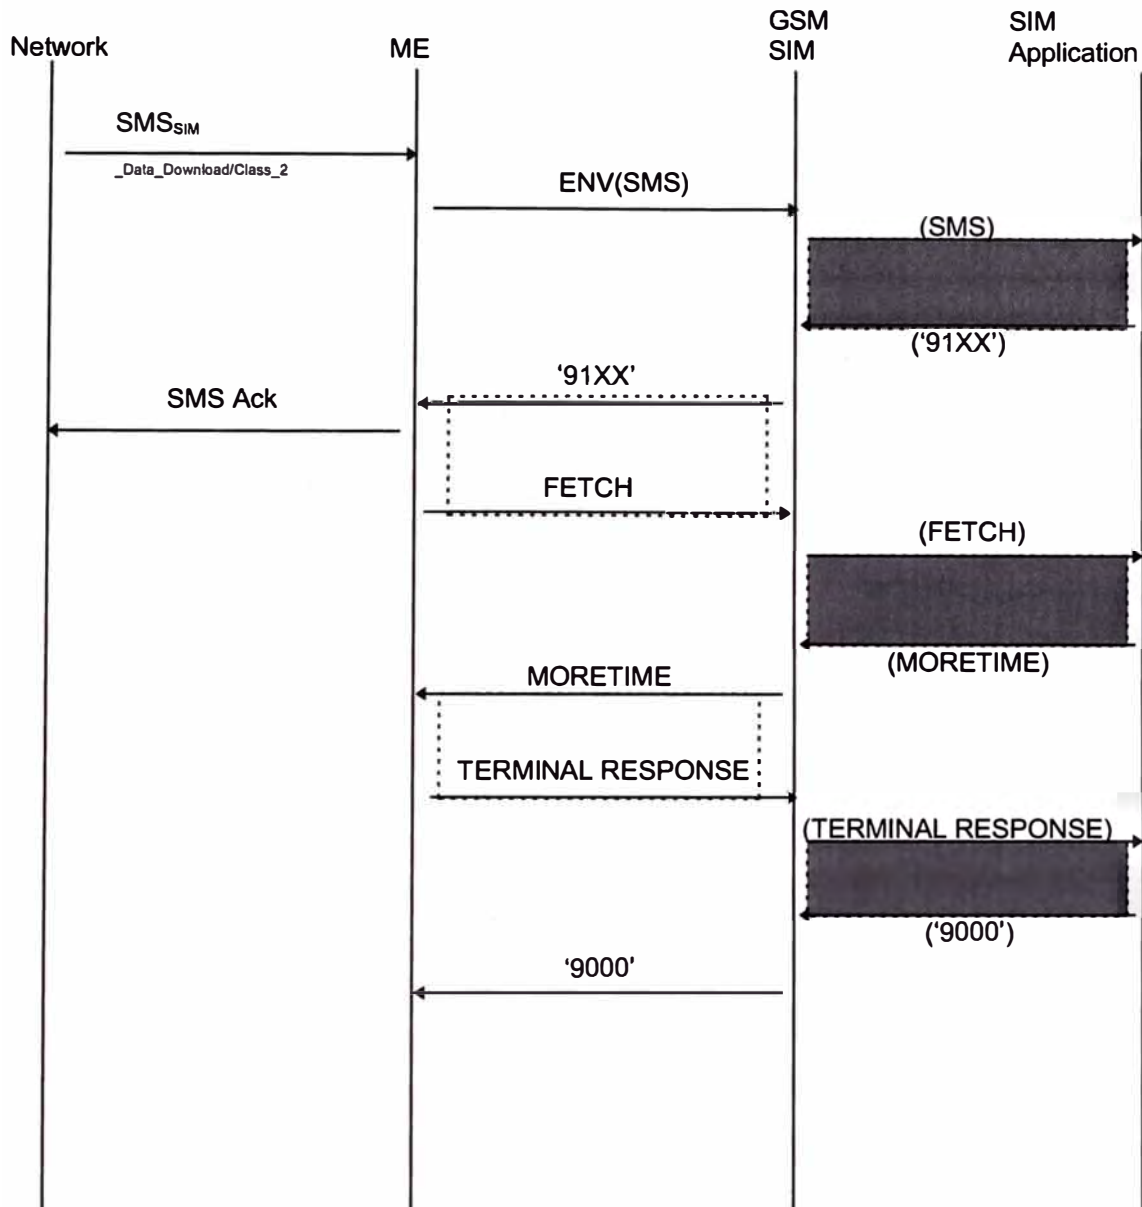 Network
ME
GSM
SIM
SIM
Application
SMSSIM
_Data_Download/Class_2
ENV(SMS)
(SMS)
(‘91XX’)
‘91XX’
SMS Ack
FETCH
(FETCH)
(MORETIME)
MORETIME
TERMINAL RESPONSE
(TERMINAL RESPONSE)
(‘9000’)
‘9000’